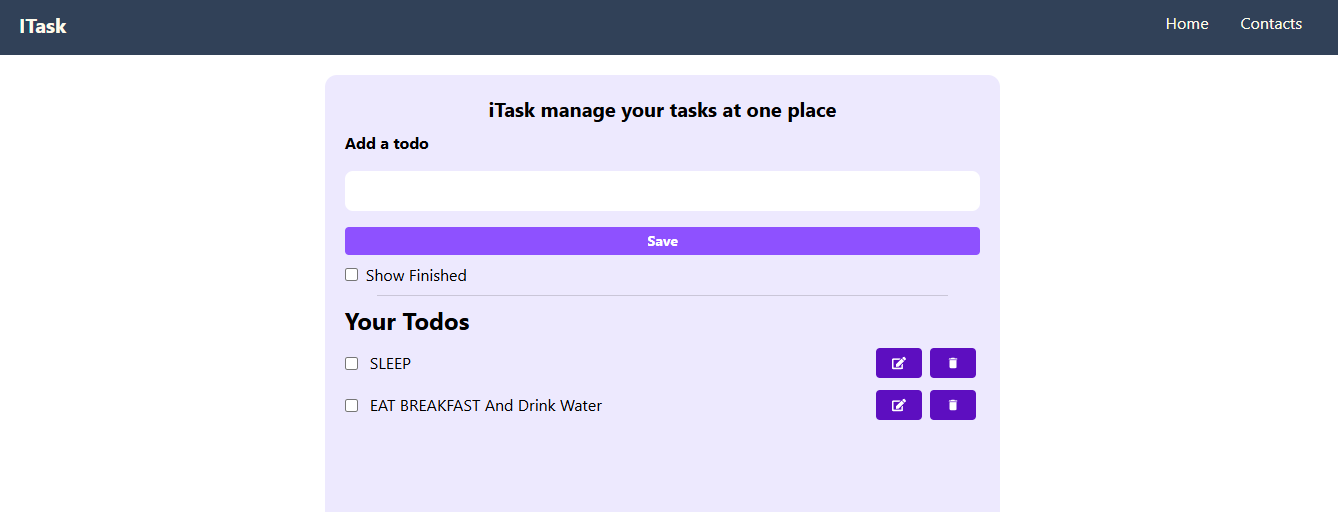 ITask
Home
Contacts
iTask manage your tasks at one place
Add a todo
Save
Show Finished
Your Todos
SLEEP
EAT BREAKFAST And Drink Water